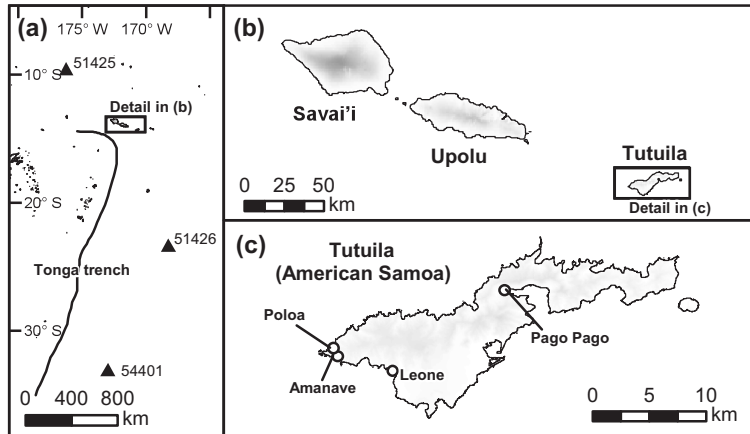 (a)
175° W 170° W
51425
10° S
Detail in (b)
20° S
51426
Tonga trench
30° S
54401
0 400 800
km
(b)
Savai'i
Upolu
Tutuila
Detail in (c)
0 25 50
km
(c)
Tutuila
(American Samoa)
Poloa
Pago Pago
Amanave
Leone
0 5 10
km